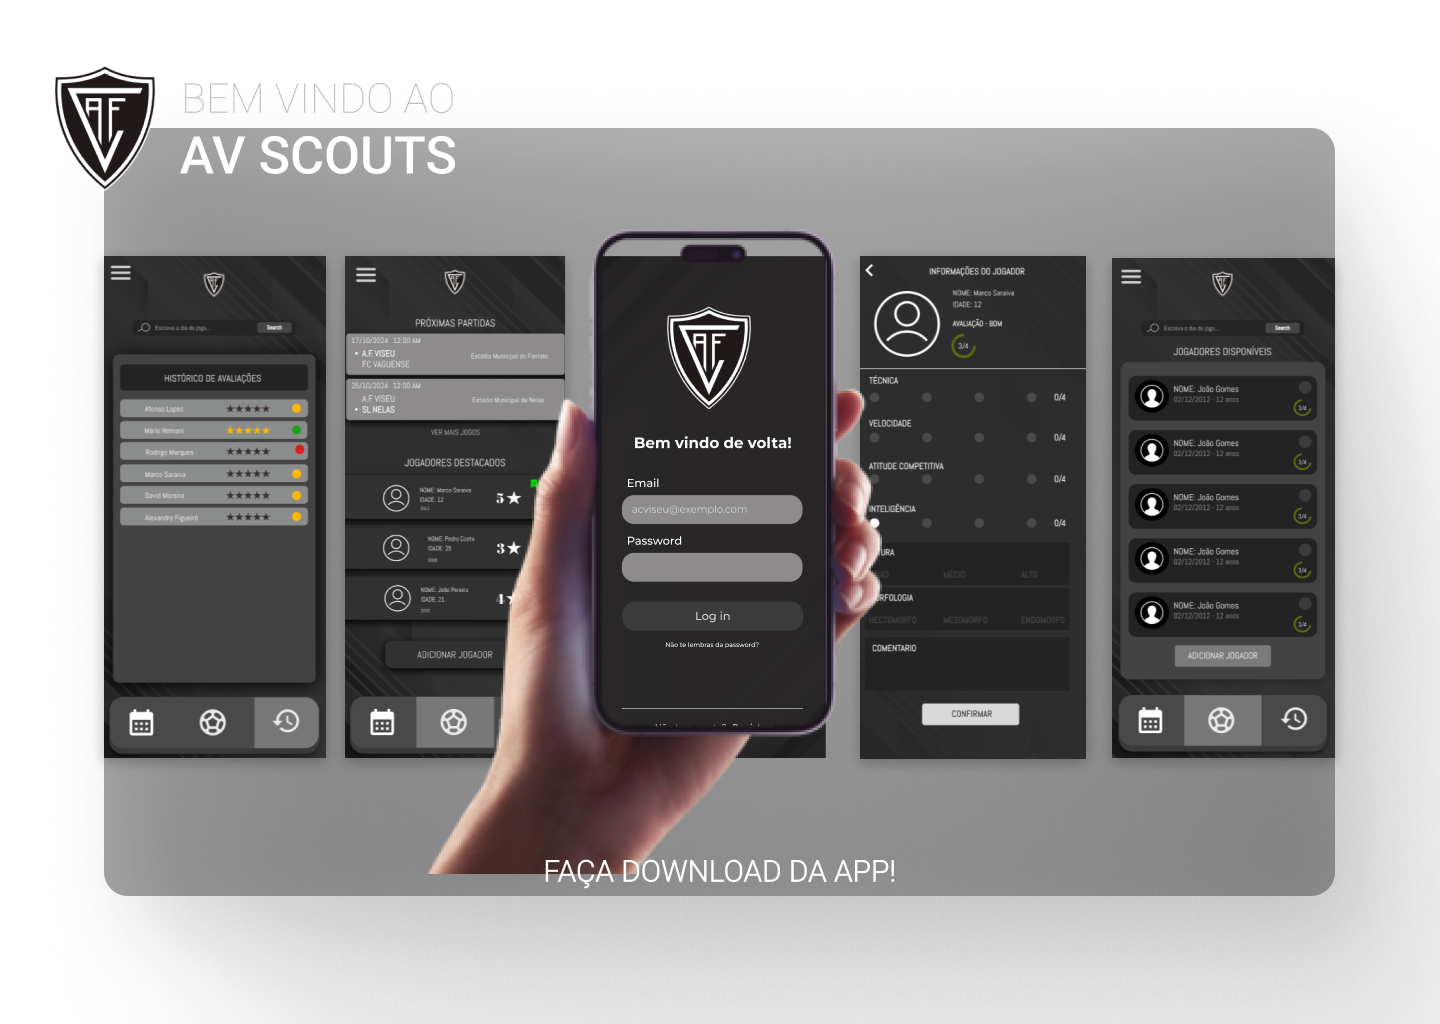 BEM VINDO AO
AV SCOUTS
Escreva o dia do jogo...
Search
HISTÓRICO DE AVALIAÇÕES
Afonso Lopes
Mário Hernani
Rodrigo Marques
Marco Saraiva
David Moreira
Alexandre Figueiró
PRÓXIMAS PARTIDAS
17/10/2024 12:00 AM
• A.F. VISEU
FC VAGUENSE
Estádio Municipal do Fontelo
25/10/2024 12:00 AM
A.F. VISEU
• SL NELAS
Estádio Municipal de Nelas
VER MAIS JOGOS
JOGADORES DESTACADOS
NOME: Marco Saraiva
IDADE: 12
5★
NOME: Pedro Costa
IDADE: 25
3★
NOME: João Pereira
IDADE: 21
4★
ADICIONAR JOGADOR
Bem vindo de volta!
Email
acviseu@exemplo.com
Password
Log in
Não te lembras da password?
INFORMAÇÕES DO JOGADOR
NOME: Marco Saraiva
IDADE: 12
AVALIAÇÃO - BOM
3/4
TÉCNICA
0/4
VELOCIDADE
0/4
ATITUDE COMPETITIVA
0/4
INTELIGÊNCIA
0/4
MÉDIO
ALTO
HECTOMORFO
MESOMORFO
ENDOMORFO
COMENTARIO
CONFIRMAR
Escreva o dia do jogo...
Search
JOGADORES DISPONÍVEIS
NOME: João Gomes
02/12/2012 - 12 anos
3/4
NOME: João Gomes
02/12/2012 - 12 anos
3/4
NOME: João Gomes
02/12/2012 - 12 anos
3/4
NOME: João Gomes
02/12/2012 - 12 anos
3/4
NOME: João Gomes
02/12/2012 - 12 anos
3/4
ADICIONAR JOGADOR
FAÇA DOWNLOAD DA APP!